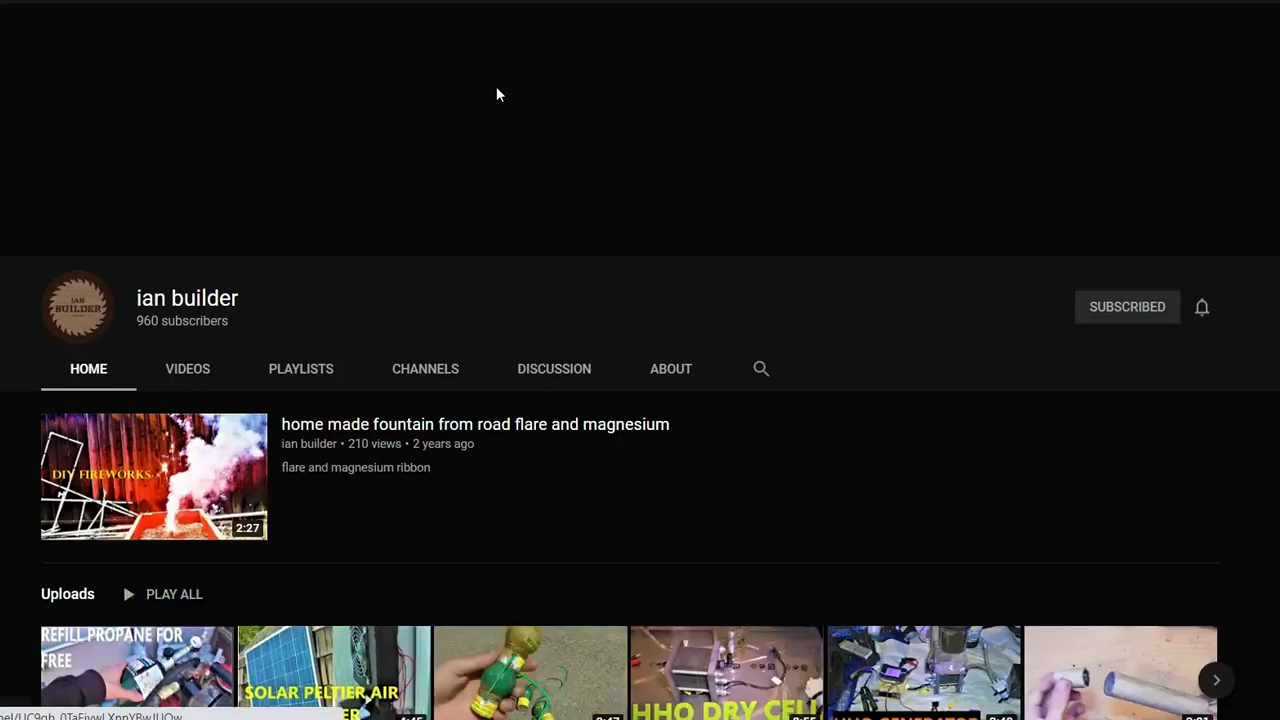 ian builder
960 subscribers
SUBSCRIBED
IAN
BUILDER
HOME
VIDEOS
PLAYLISTS
CHANNELS
DISCUSSION
ABOUT
home made fountain from road flare and magnesium
ian builder • 210 views • 2 years ago
flare and magnesium ribbon
DIY FIREWORKS
2:27
Uploads
PLAY ALL
REFILL PROPANE FOR
FREE
SOLAR PELTIER AIR
HHO DRY CELL
HHO GENERATOR